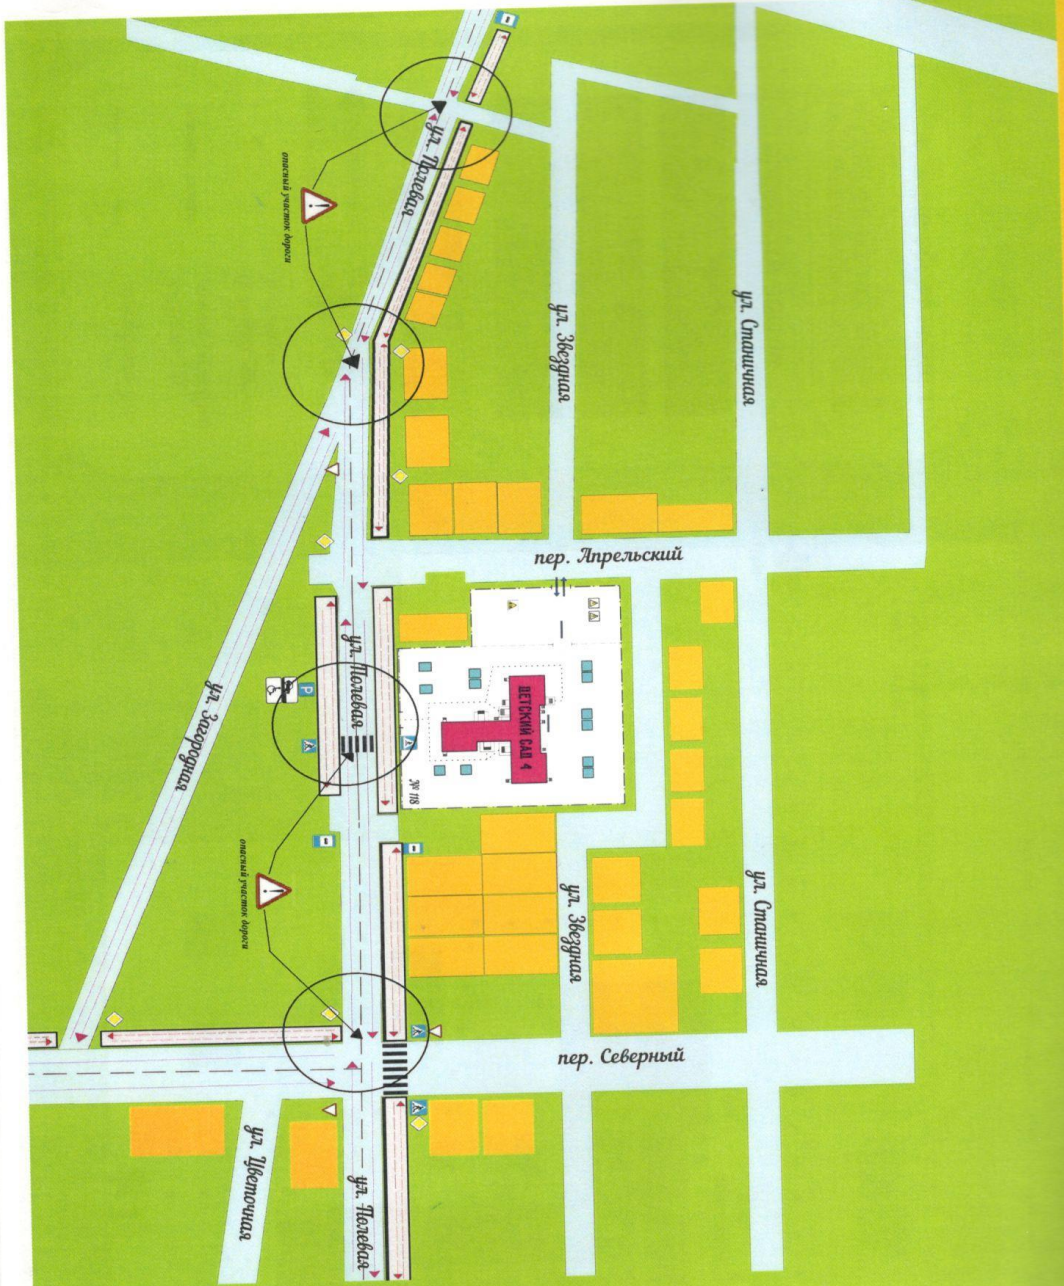 ул. Полевая
опасный участок дороги
ул. Звездная
ул. Станичная
пер. Апрельский
ул. Полевая
ДЕТСКИЙ САД 4
№ 118
P
ул. Загородная
опасный участок дороги
ул. Звездная
ул. Станичная
пер. Северный
ул. Цветочная
ул. Полевая